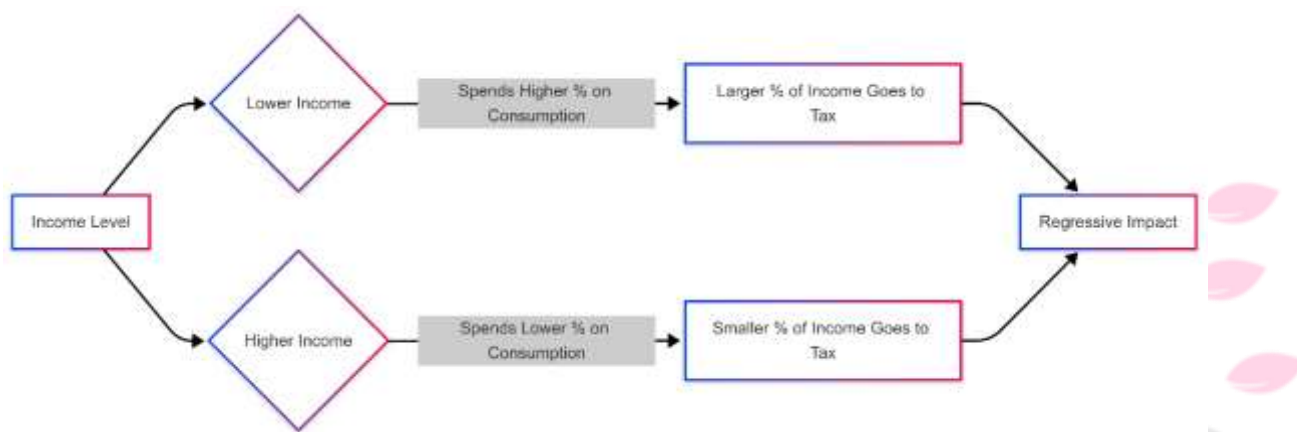 Lower Income
Spends Higher % on
Consumption
Larger % of Income Goes to
Tax
Income Level
Regressive Impact
Higher Income
Spends Lower % on
Consumption
Smaller % of Income Goes to
Tax